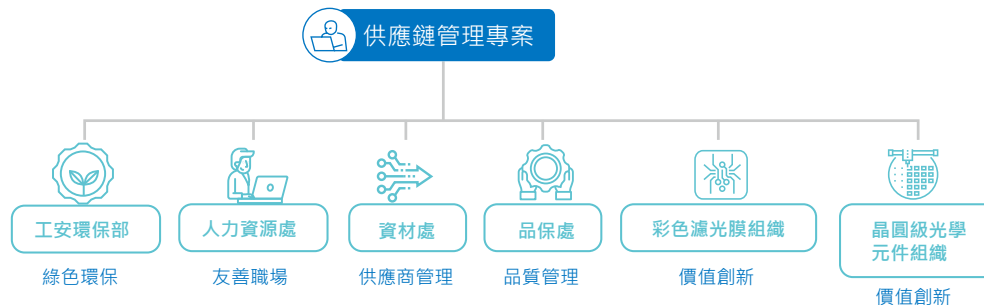 供應鏈管理專案
工安環保部
人力資源處
資材處
品保處
彩色濾光膜組織
晶圓級光學
元件組織
綠色環保
友善職場
供應商管理
品質管理
價值創新
價值創新